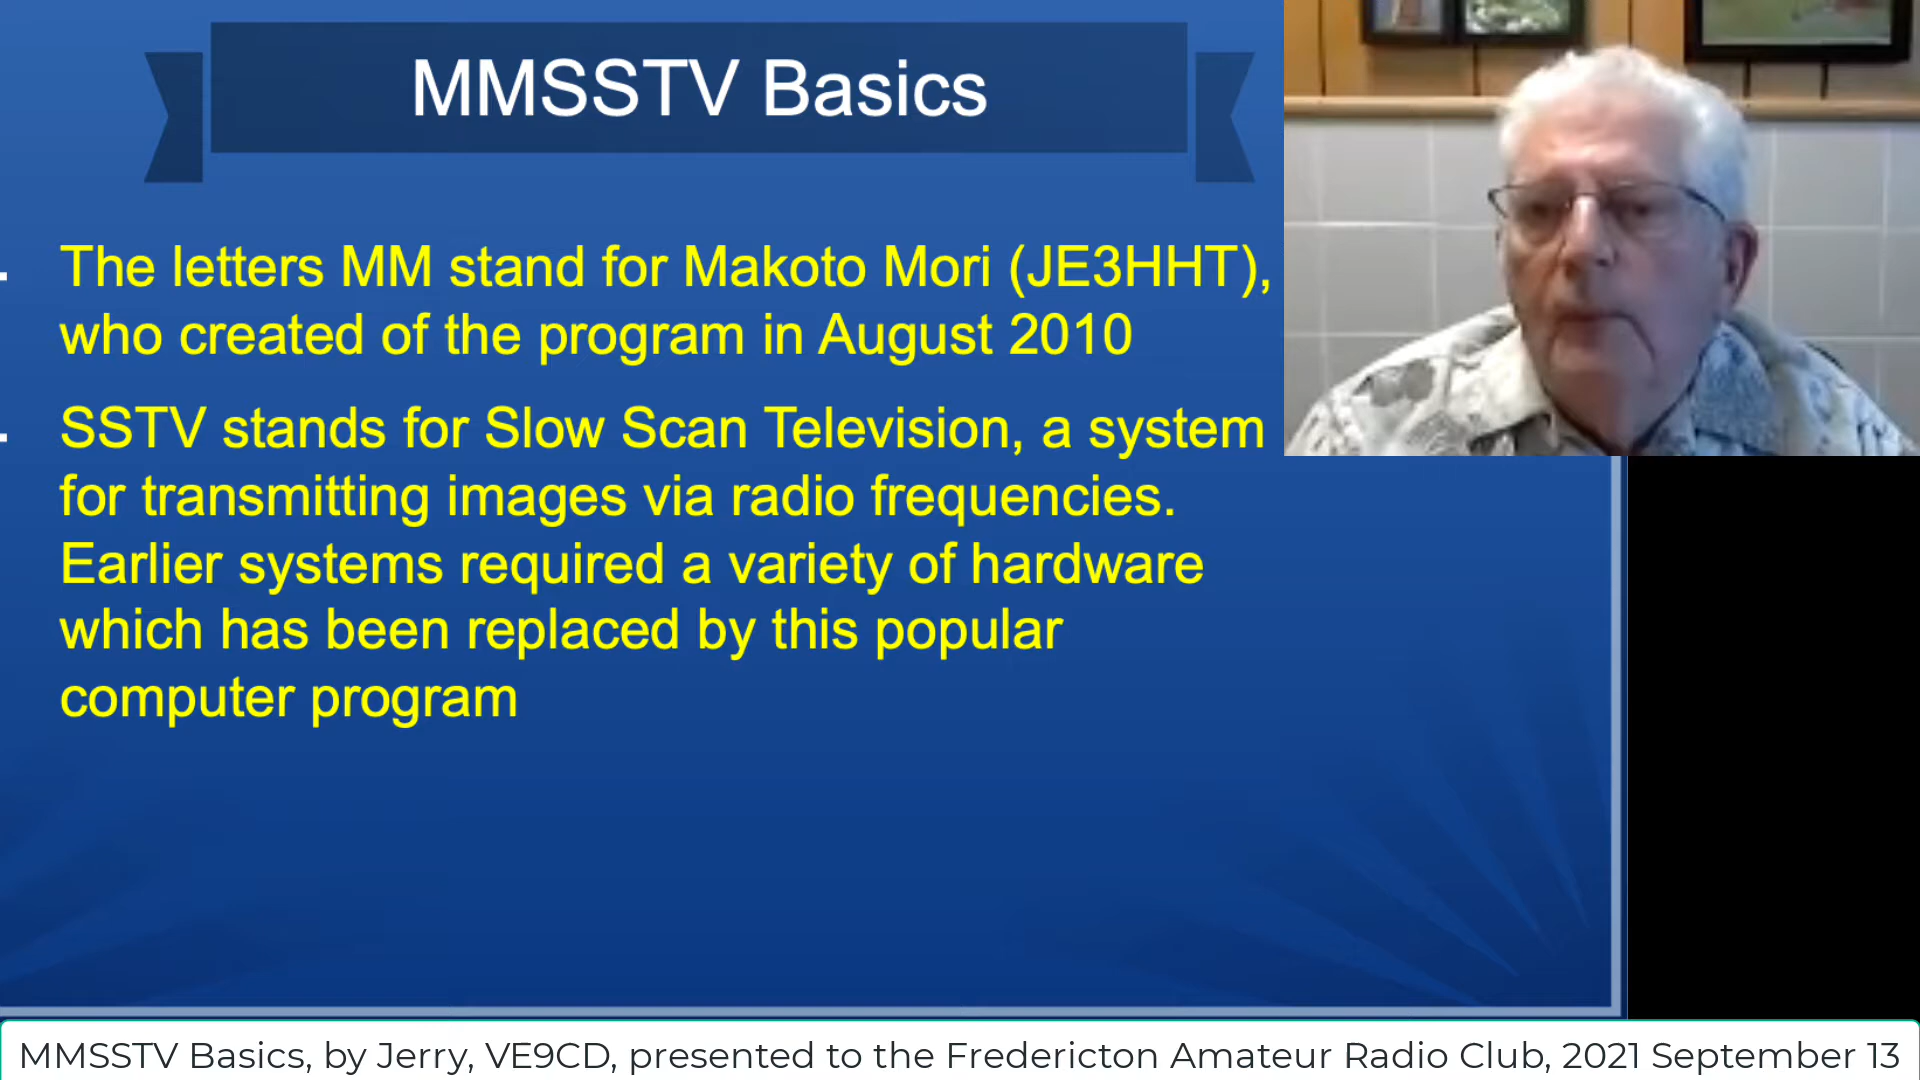 MMSSTV Basics
The letters MM stand for Makoto Mori (JE3HHT),
who created of the program in August 2010
SSTV stands for Slow Scan Television, a system
for transmitting images via radio frequencies.
Earlier systems required a variety of hardware
which has been replaced by this popular
computer program
MMSSTV Basics, by Jerry, VE9CD, presented to the Fredericton Amateur Radio Club, 2021 September 13